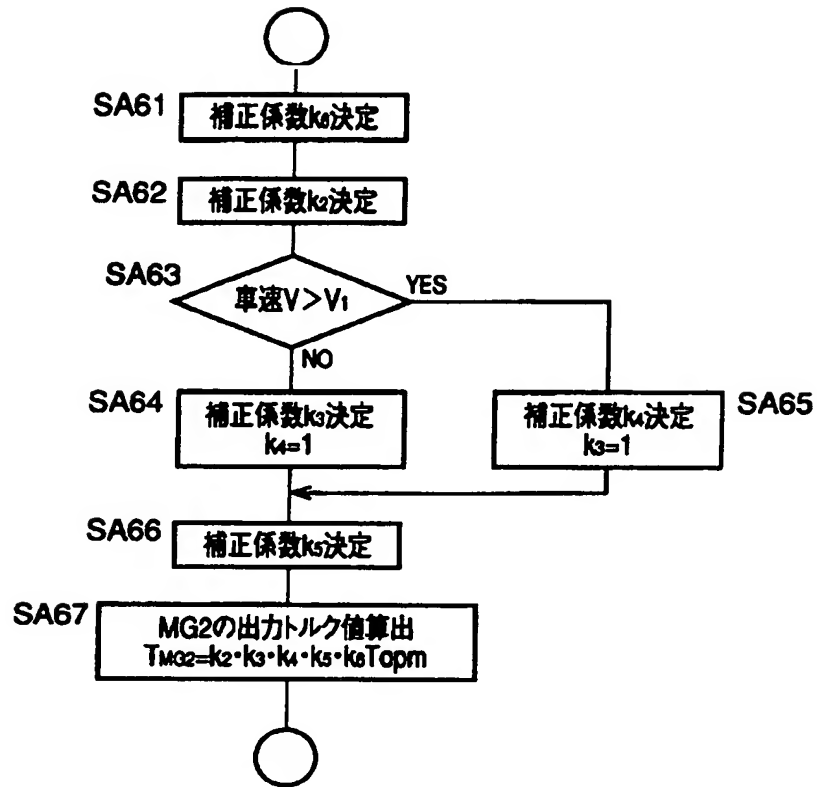 SA61
補正係数k6決定
SA62
補正係数k2決定
SA63
車速V>V1
YES
NO
SA64
補正係数k3決定
k4=1
補正係数k4決定
k3=1
SA65
SA66
補正係数k5決定
SA67
MG2の出力トルク値算出
TMG2=k2・k3・k4・k5・k6Topm